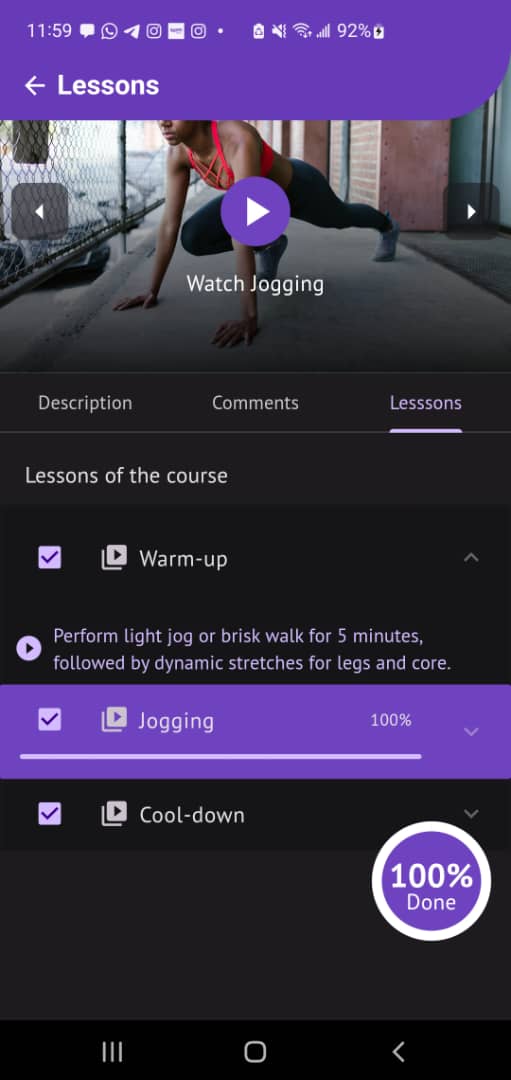 11:59
92%
Lessons
Watch Jogging
Description
Comments
Lesssons
Lessons of the course
Warm-up
Perform light jog or brisk walk for 5 minutes,
followed by dynamic stretches for legs and core.
Jogging
100%
Cool-down
100%
Done